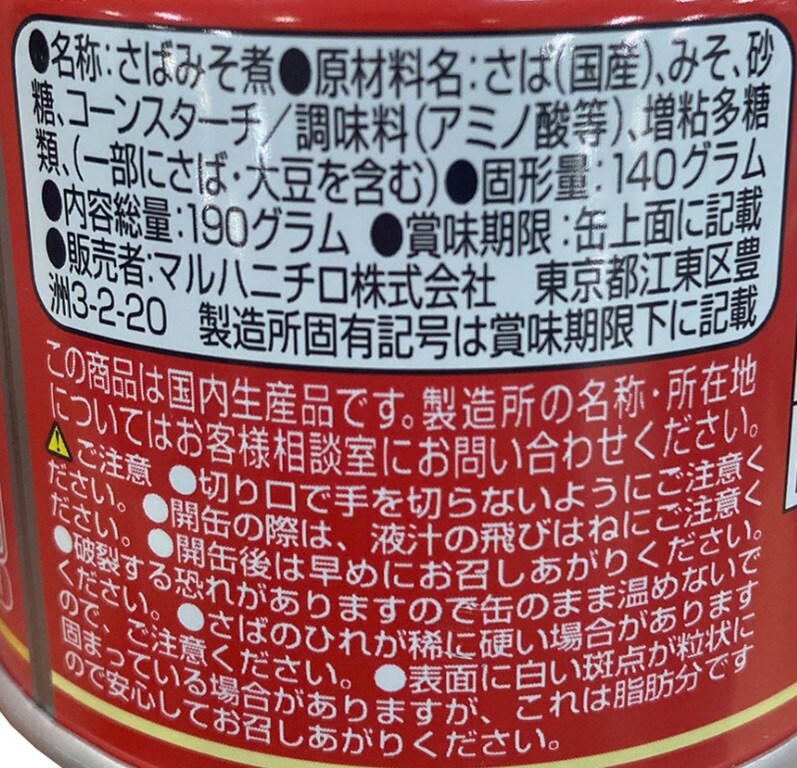 ●名称:さばみそ煮●原材料名:さば(国産)、みそ、砂
糖、コーンスターチ/調味料(アミノ酸等)、増粘多糖
類、(一部にさば・大豆を含む)●固形量:140グラム
●内容総量:190グラム ●賞味期限:缶上面に記載
●販売者:マルハニチロ株式会社 東京都江東区豊
洲3-2-20 製造所固有記号は賞味期限下に記載
この商品は国内生産品です。製造所の名称・所在地
についてはお客様相談室にお問い合わせください。
ご注意 ●切り口で手を切らないようにご注意く
ださい。 ●開缶の際は、液汁の飛びはねにご注意く
ださい。 ●開缶後は早めにお召しあがりください。
●破裂する恐れがありますので缶のまま温めないで
ください。 ●さばのひれが稀に硬い場合があります
ので、ご注意ください。 ●表面に白い斑点が粒状に
固まっている場合がありますが、これは脂肪分です
ので安心してお召しあがりください。